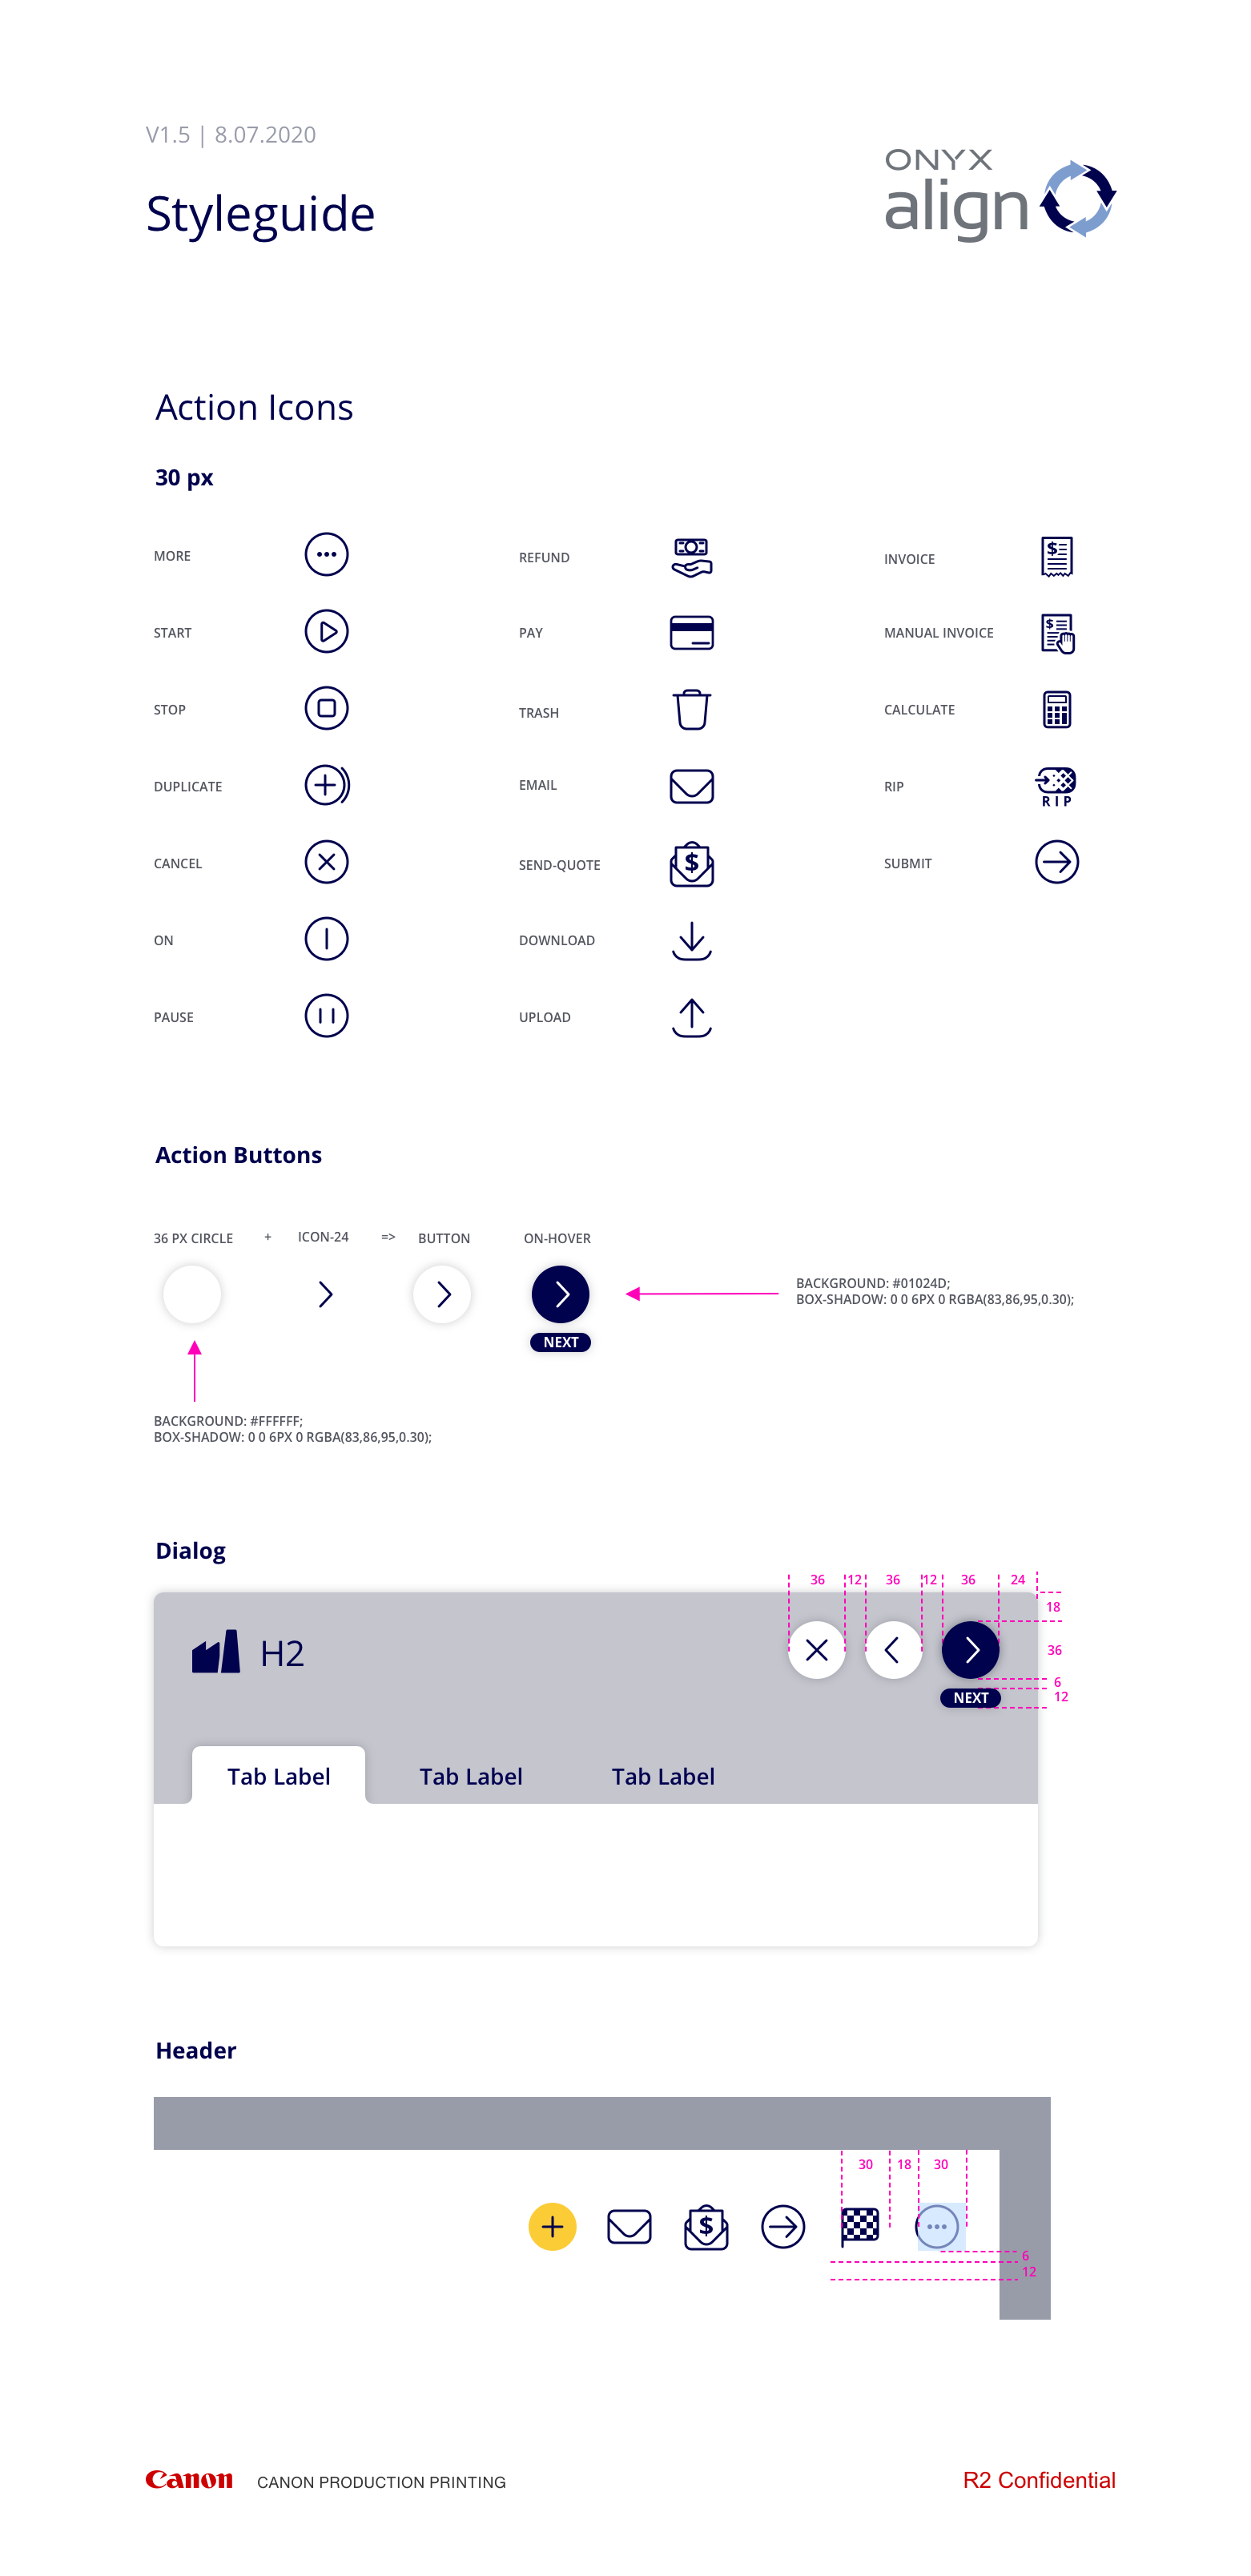 V1.5 | 8.07.2020
Styleguide
ONYX
align
Action Icons
30 px
MORE
REFUND
INVOICE
$
START
PAY
MANUAL INVOICE
$
STOP
TRASH
CALCULATE
DUPLICATE
EMAIL
RIP
RIP
CANCEL
SEND-QUOTE
$
SUBMIT
ON
DOWNLOAD
PAUSE
UPLOAD
Action Buttons
36 PX CIRCLE + ICON-24 => BUTTON ON-HOVER
BACKGROUND: #01024D;
BOX-SHADOW: 0 0 6PX 0 RGBA(83,86,95,0.30);
NEXT
BACKGROUND: #FFFFFF;
BOX-SHADOW: 0 0 6PX 0 RGBA(83,86,95,0.30);
Dialog
36 12 36 12 36 24
18
H2
36
6
NEXT
12
Tab Label Tab Label Tab Label
Header
30 18 30
$
6
12
Canon CANON PRODUCTION PRINTING
R2 Confidential